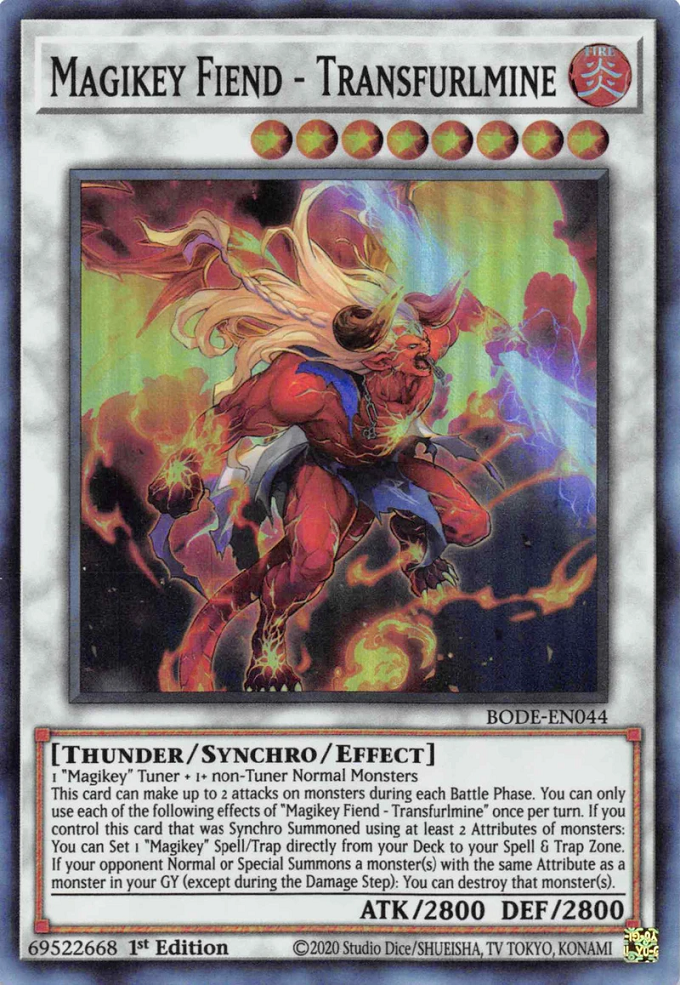 MAGIKEY FIEND - TRANSFURLMINE
FIRE
炎
BODE-EN044
[THUNDER/SYNCHRO/EFFECT]
1 "Magikey" Tuner + 1+ non-Tuner Normal Monsters
This card can make up to 2 attacks on monsters during each Battle Phase. You can only
use each of the following effects of "Magikey Fiend - Transfurlmine" once per turn. If you
control this card that was Synchro Summoned using at least 2 Attributes of monsters:
You can Set 1 "Magikey" Spell/Trap directly from your Deck to your Spell & Trap Zone.
If your opponent Normal or Special Summons a monster(s) with the same Attribute as a
monster in your GY (except during the Damage Step): You can destroy that monster(s).
ATK/2800 DEF/2800
69522668 1st Edition ©2020 Studio Dice/SHUEISHA, TV TOKYO, KONAMI